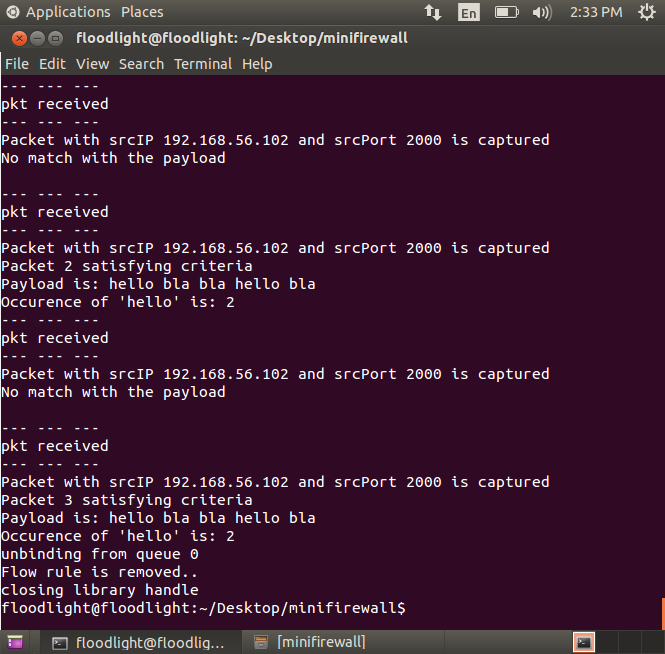 Applications Places En 2:33 PM
floodlight@floodlight: ~/Desktop/minifirewall
File Edit View Search Terminal Help
--- --- ---
pkt received
--- --- ---
Packet with srcIP 192.168.56.102 and srcPort 2000 is captured
No match with the payload
--- --- ---
pkt received
--- --- ---
Packet with srcIP 192.168.56.102 and srcPort 2000 is captured
Packet 2 satisfying criteria
Payload is: hello bla bla hello bla
Occurence of 'hello' is: 2
--- --- ---
pkt received
--- --- ---
Packet with srcIP 192.168.56.102 and srcPort 2000 is captured
No match with the payload
--- --- ---
pkt received
--- --- ---
Packet with srcIP 192.168.56.102 and srcPort 2000 is captured
Packet 3 satisfying criteria
Payload is: hello bla bla hello bla
Occurence of 'hello' is: 2
unbinding from queue 0
Flow rule is removed..
closing library handle
floodlight@floodlight:~/Desktop/minifirewall$
floodlight@floodlig... [minifirewall]